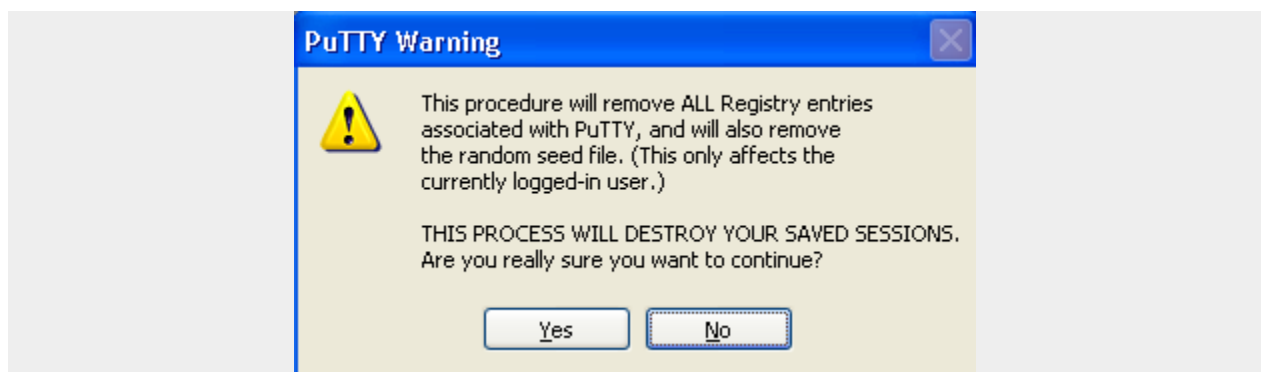 PuTTY Warning
This procedure will remove ALL Registry entries
associated with PuTTY, and will also remove
the random seed file. (This only affects the
currently logged-in user.)
THIS PROCESS WILL DESTROY YOUR SAVED SESSIONS.
Are you really sure you want to continue?
Yes No